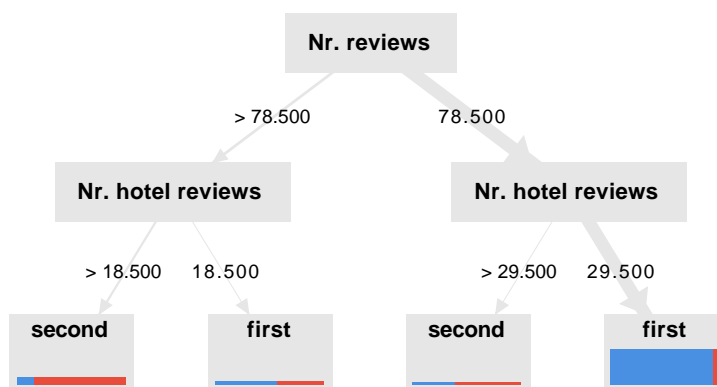 Nr. reviews
> 78.500 78.500
Nr. hotel reviews Nr. hotel reviews
> 18.500 18.500 > 29.500 29.500
second first second first